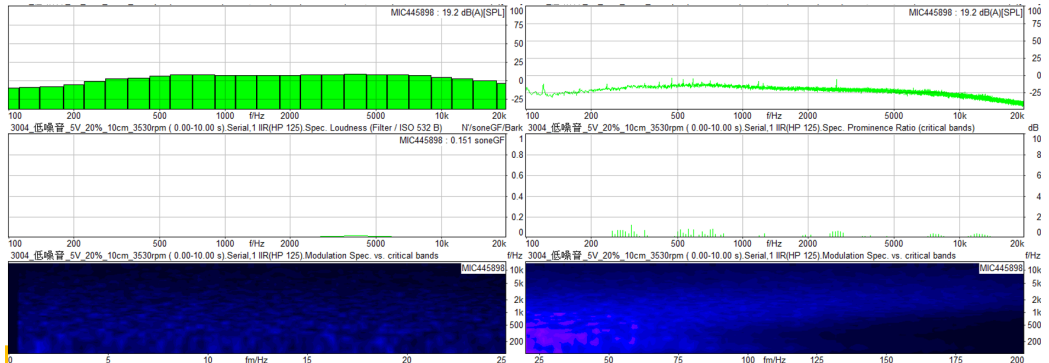 MIC445898 : 19.2 dB(A)[SPL] 100
75
50
25
0
-25
100 200 500 1000 f/Hz 2000 5000 10k 20k
MIC445898 : 19.2 dB(A)[SPL] 100
75
50
25
0
-25
100 200 500 1000 f/Hz 2000 5000 10k 20k
3004_低噪音_5V_20%_10cm_3530rpm ( 0.00-10.00 s).Serial,1 IIR(HP 125).Spec. Loudness (Filter / ISO 532 B) N'/soneGF/Bark
MIC445898 : 0.151 soneGF
1
0.8
0.6
0.4
0.2
0
100 200 500 1000 f/Hz 2000 5000 10k 20k
3004_低噪音_5V_20%_10cm_3530rpm ( 0.00-10.00 s).Serial,1 IIR(HP 125).Spec. Prominence Ratio (critical bands) dB
10
8
6
4
2
0
100 200 500 1000 f/Hz 2000 5000 10k 20k
3004_低噪音_5V_20%_10cm_3530rpm ( 0.00-10.00 s).Serial,1 IIR(HP 125).Modulation Spec. vs. critical bands f/Hz
MIC445898
10k
5k
2k
1k
500
200
0 5 10 fm/Hz 15 20 25
3004_低噪音_5V_20%_10cm_3530rpm ( 0.00-10.00 s).Serial,1 IIR(HP 125).Modulation Spec. vs. critical bands f/Hz
MIC445898
10k
5k
2k
1k
500
200
25 50 75 100 fm/Hz 125 150 175 200